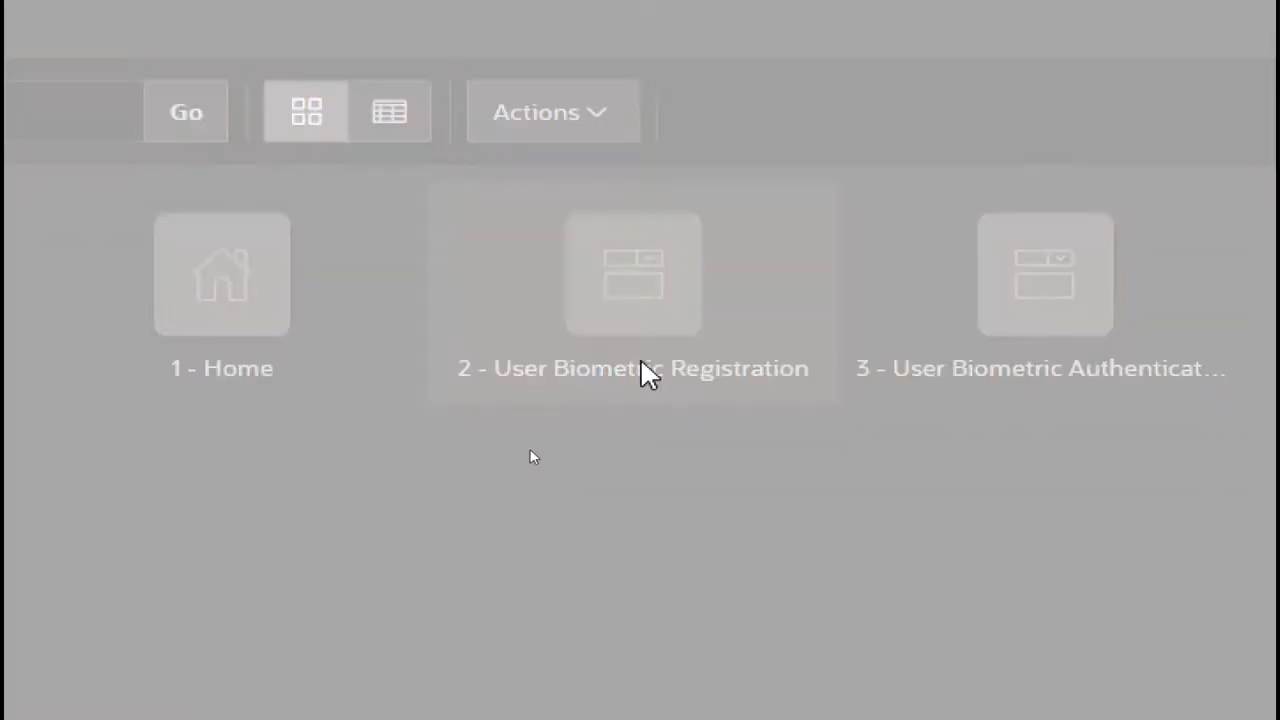 Go
Actions
1 - Home
2 - User Biometric Registration
3 - User Biometric Authenticat...